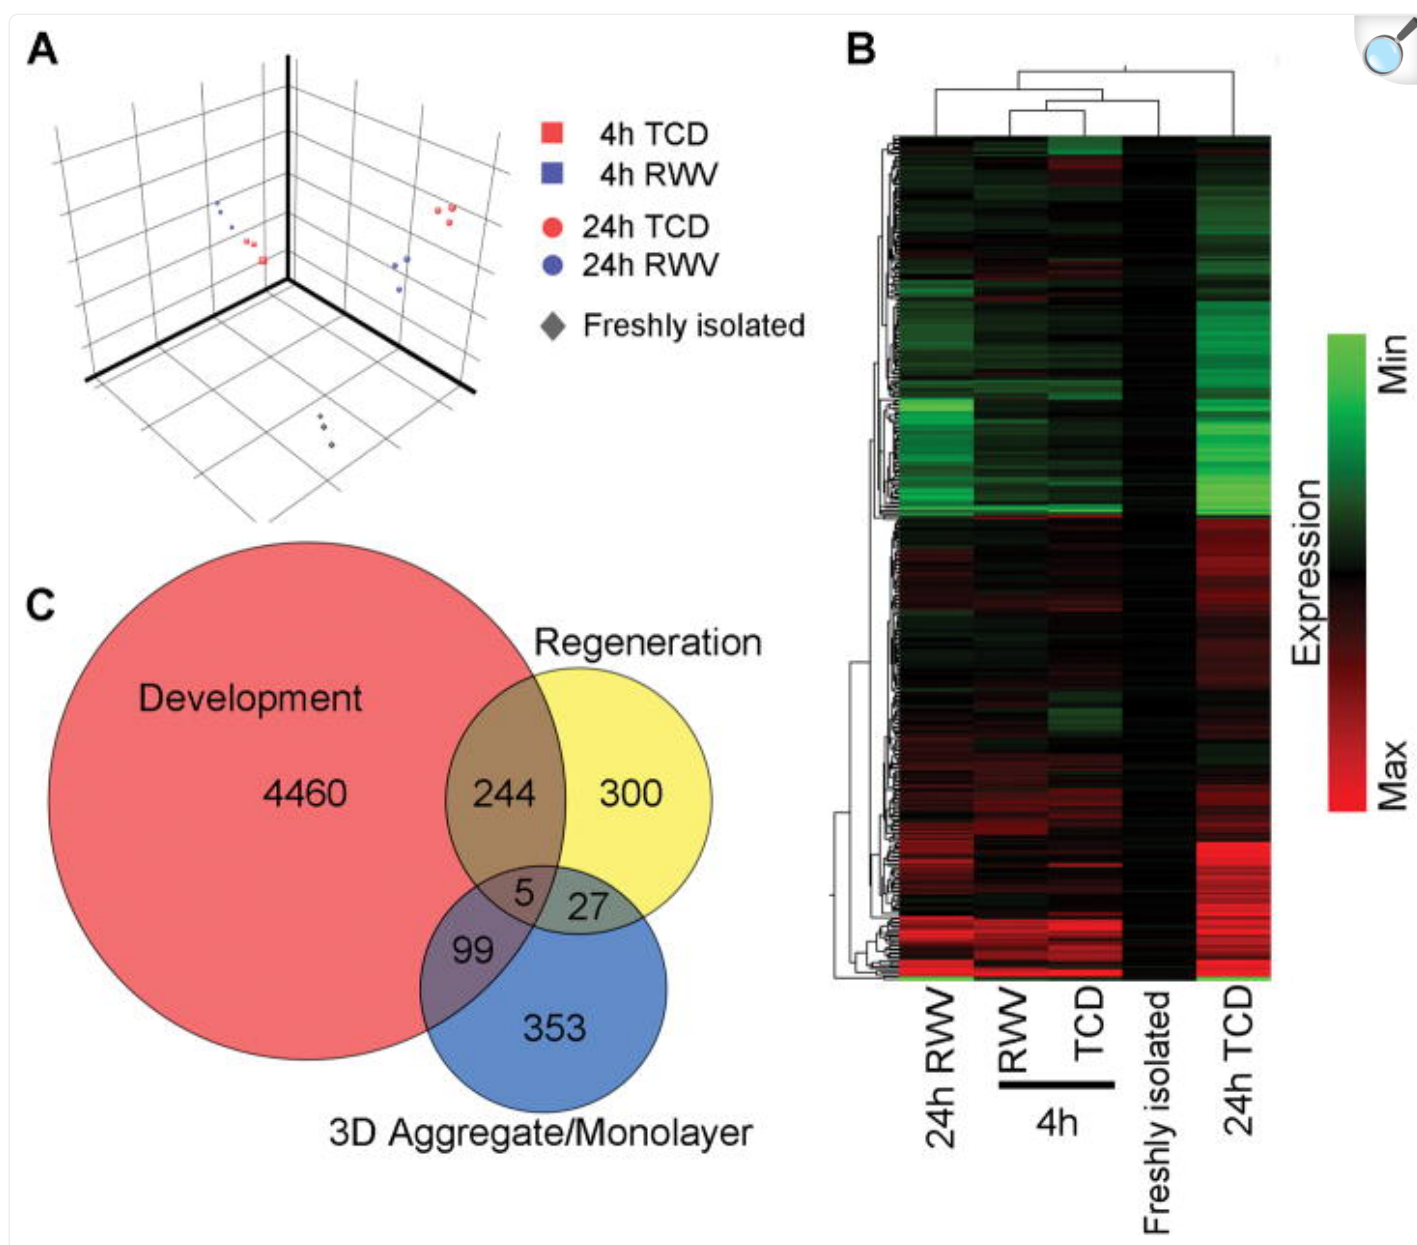 A
4h TCD
4h RWV
24h TCD
24h RWV
Freshly isolated
B
Min
Expression
Max
24h RWV
RWV
TCD
4h
Freshly isolated
24h TCD
C
Development
Regeneration
4460
244
300
5
27
99
353
3D Aggregate/Monolayer